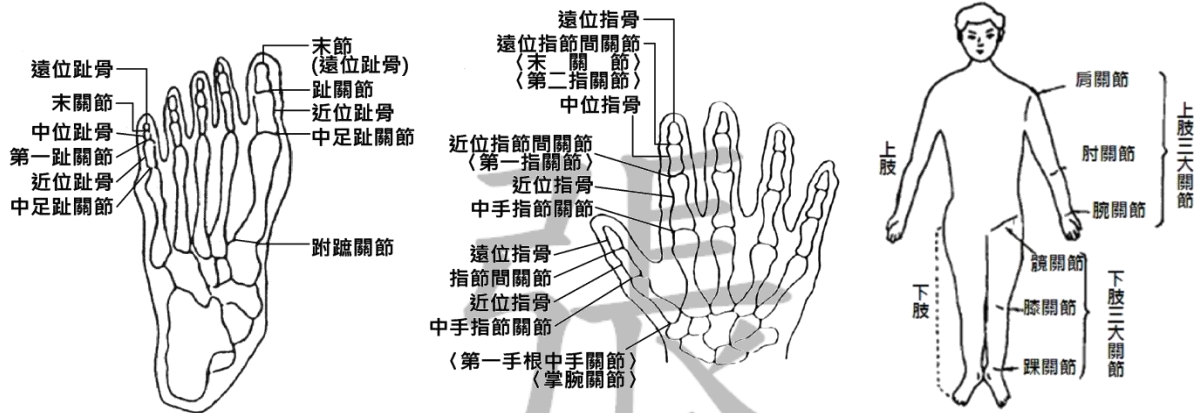 遠位趾骨
末關節
中位趾骨
第一趾關節
近位趾骨
中足趾關節
末節
(遠位趾骨)
趾關節
近位趾骨
中足趾關節
跗蹠關節
遠位指骨
遠位指節間關節
〈末關節〉
〈第二指關節〉
中位指骨
近位指節間關節
〈第一指關節〉
近位指骨
中手指節關節
遠位指骨
指節間關節
近位指骨
中手指節關節
〈第一手根中手關節〉
〈掌腕關節〉
上肢
下肢
肩關節
肘關節
腕關節
上肢三大關節
髖關節
膝關節
踝關節
下肢三大關節